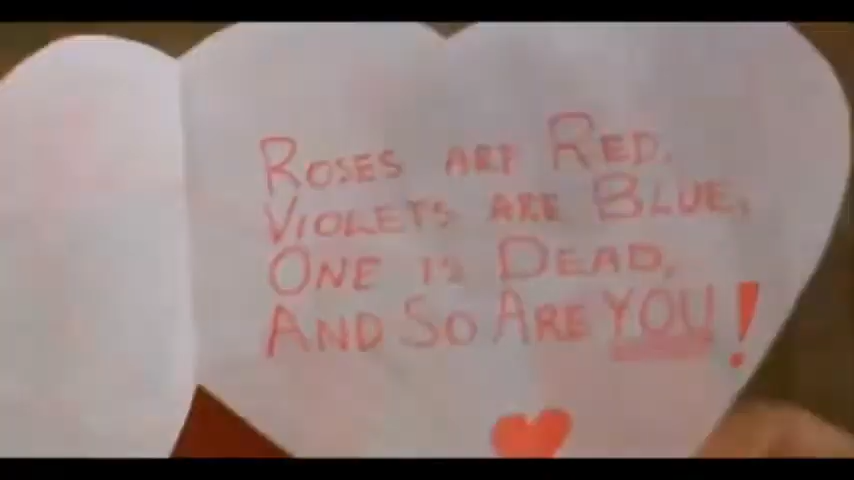 ROSES ARE RED.
VIOLETS ARE BLUE,
ONE IS DEAD,
AND SO ARE YOU!